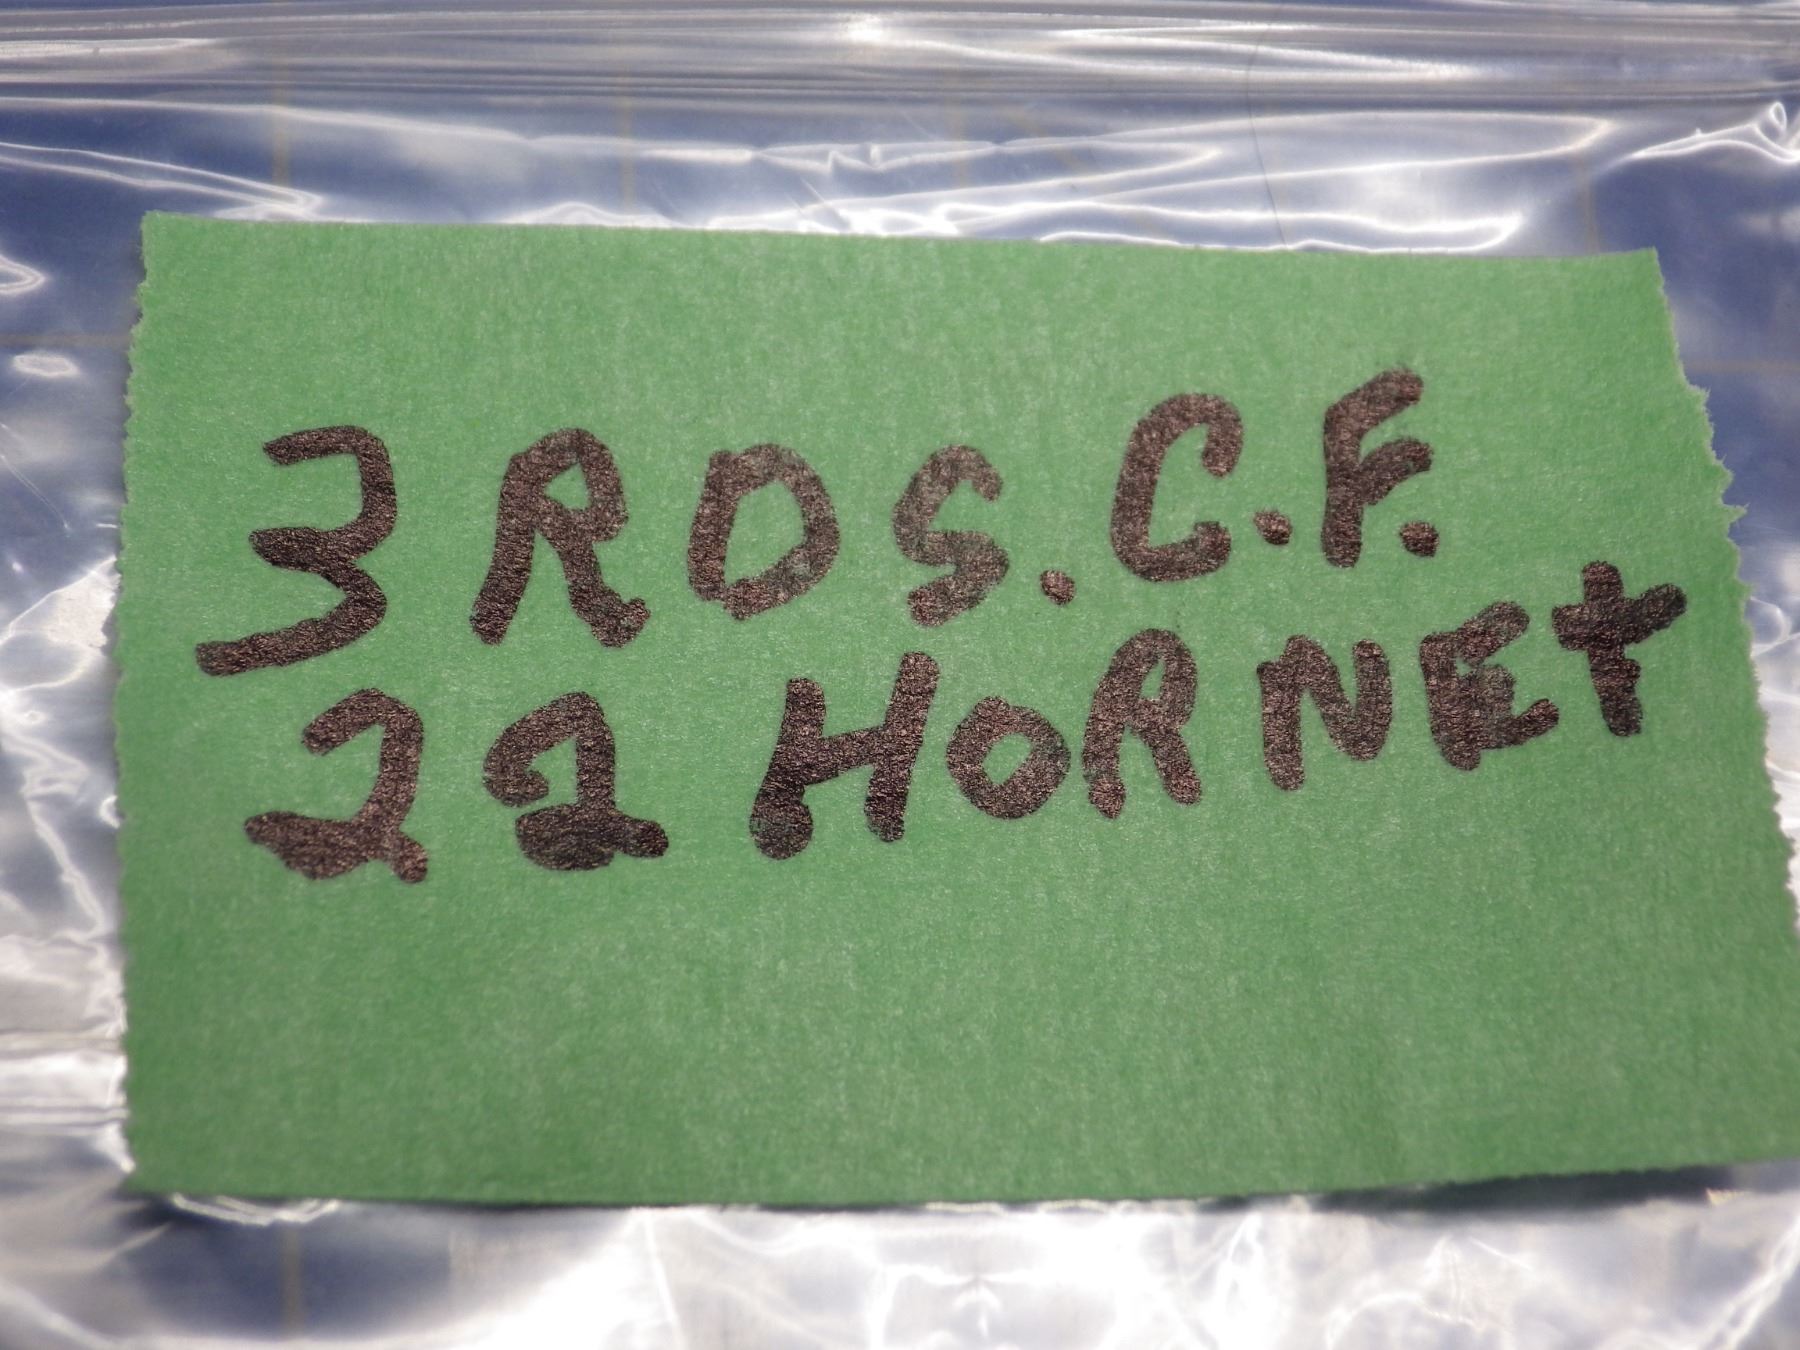 3 RDS. C.F.
22 HORNEt